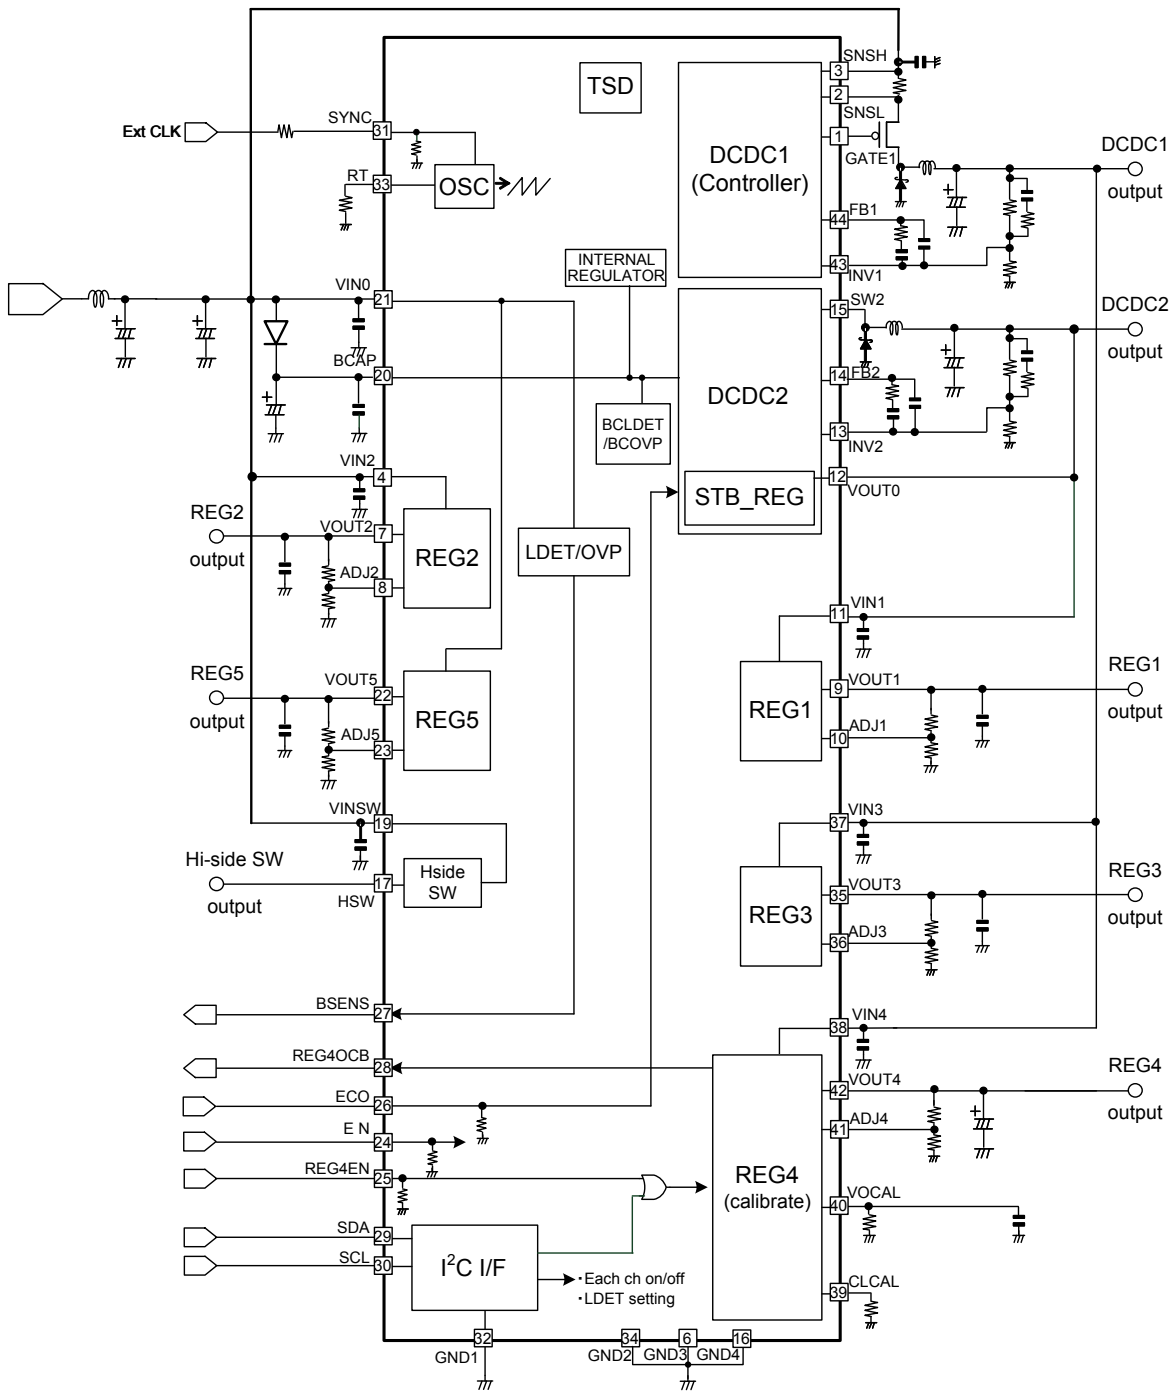 SNSH
3
TSD
2
SYNC
SNSL
Ext CLK
31
1
DCDC1
DCDC1
(Controller)
GATE1
RT
33
OSC
output
FB1
44
INTERNAL
REGULATOR
43
INV1
VIN0
21
SW2
15
DCDC2
output
BCAP
20
14
FB2
DCDC2
BCLDET
/BCOVP
13
INV2
VIN2
4
12
VOUT0
STB_REG
REG2
output
VOUT2
7
REG2
LDET/OVP
ADJ2
8
VIN1
11
REG5
output
VOUT5
22
REG5
REG1
9
VOUT1
REG1
output
ADJ5
23
10
ADJ1
VINSW
19
VIN3
37
Hi-side SW
output
17
HSW
Hside
SW
REG3
VOUT3
35
REG3
output
ADJ3
36
BSENS
27
VIN4
38
REG4OCB
28
REG4
output
VOUT4
42
ECO
26
ADJ4
41
E N
24
REG4EN
25
REG4
(calibrate)
VOCAL
40
SDA
29
SCL
30
I²C I/F
・Each ch on/off
・LDET setting
CLCAL
39
32
34
6
16
GND1
GND2
GND3
GND4